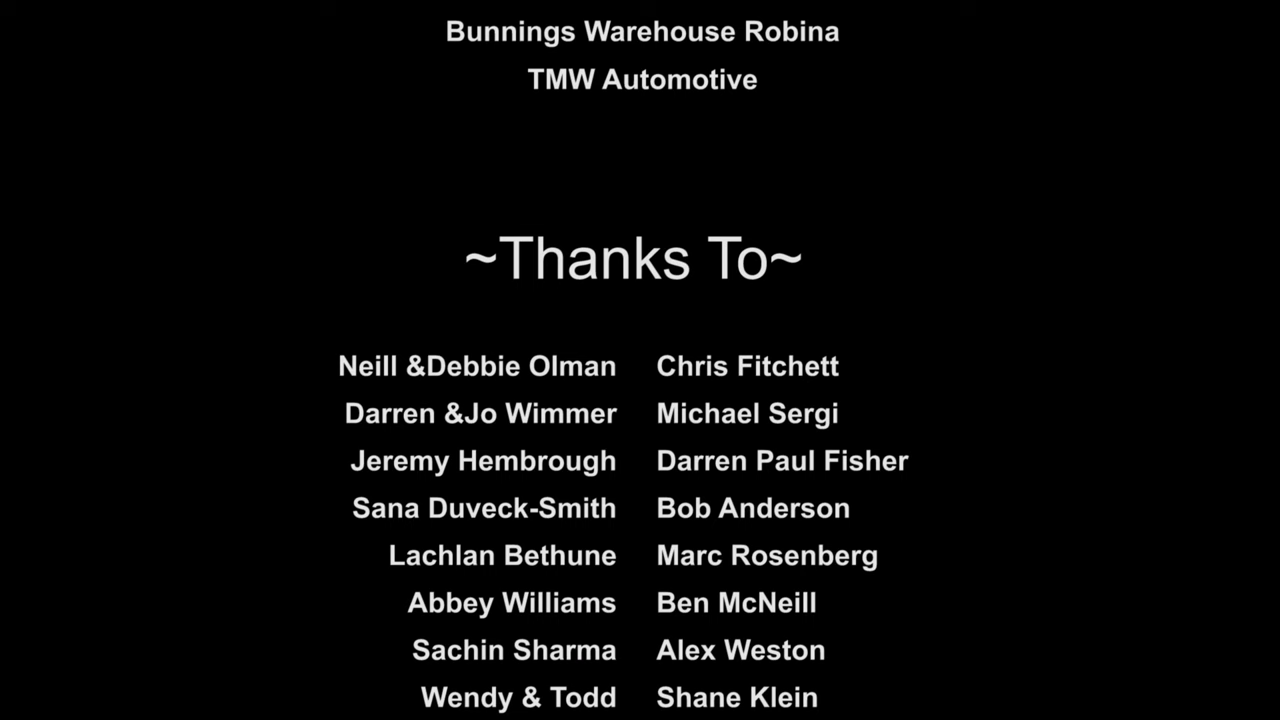 Bunnings Warehouse Robina
TMW Automotive
~Thanks To~
Neill &Debbie Olman Chris Fitchett
Darren &Jo Wimmer Michael Sergi
Jeremy Hembrough Darren Paul Fisher
Sana Duveck-Smith Bob Anderson
Lachlan Bethune Marc Rosenberg
Abbey Williams Ben McNeill
Sachin Sharma Alex Weston
Wendy & Todd Shane Klein